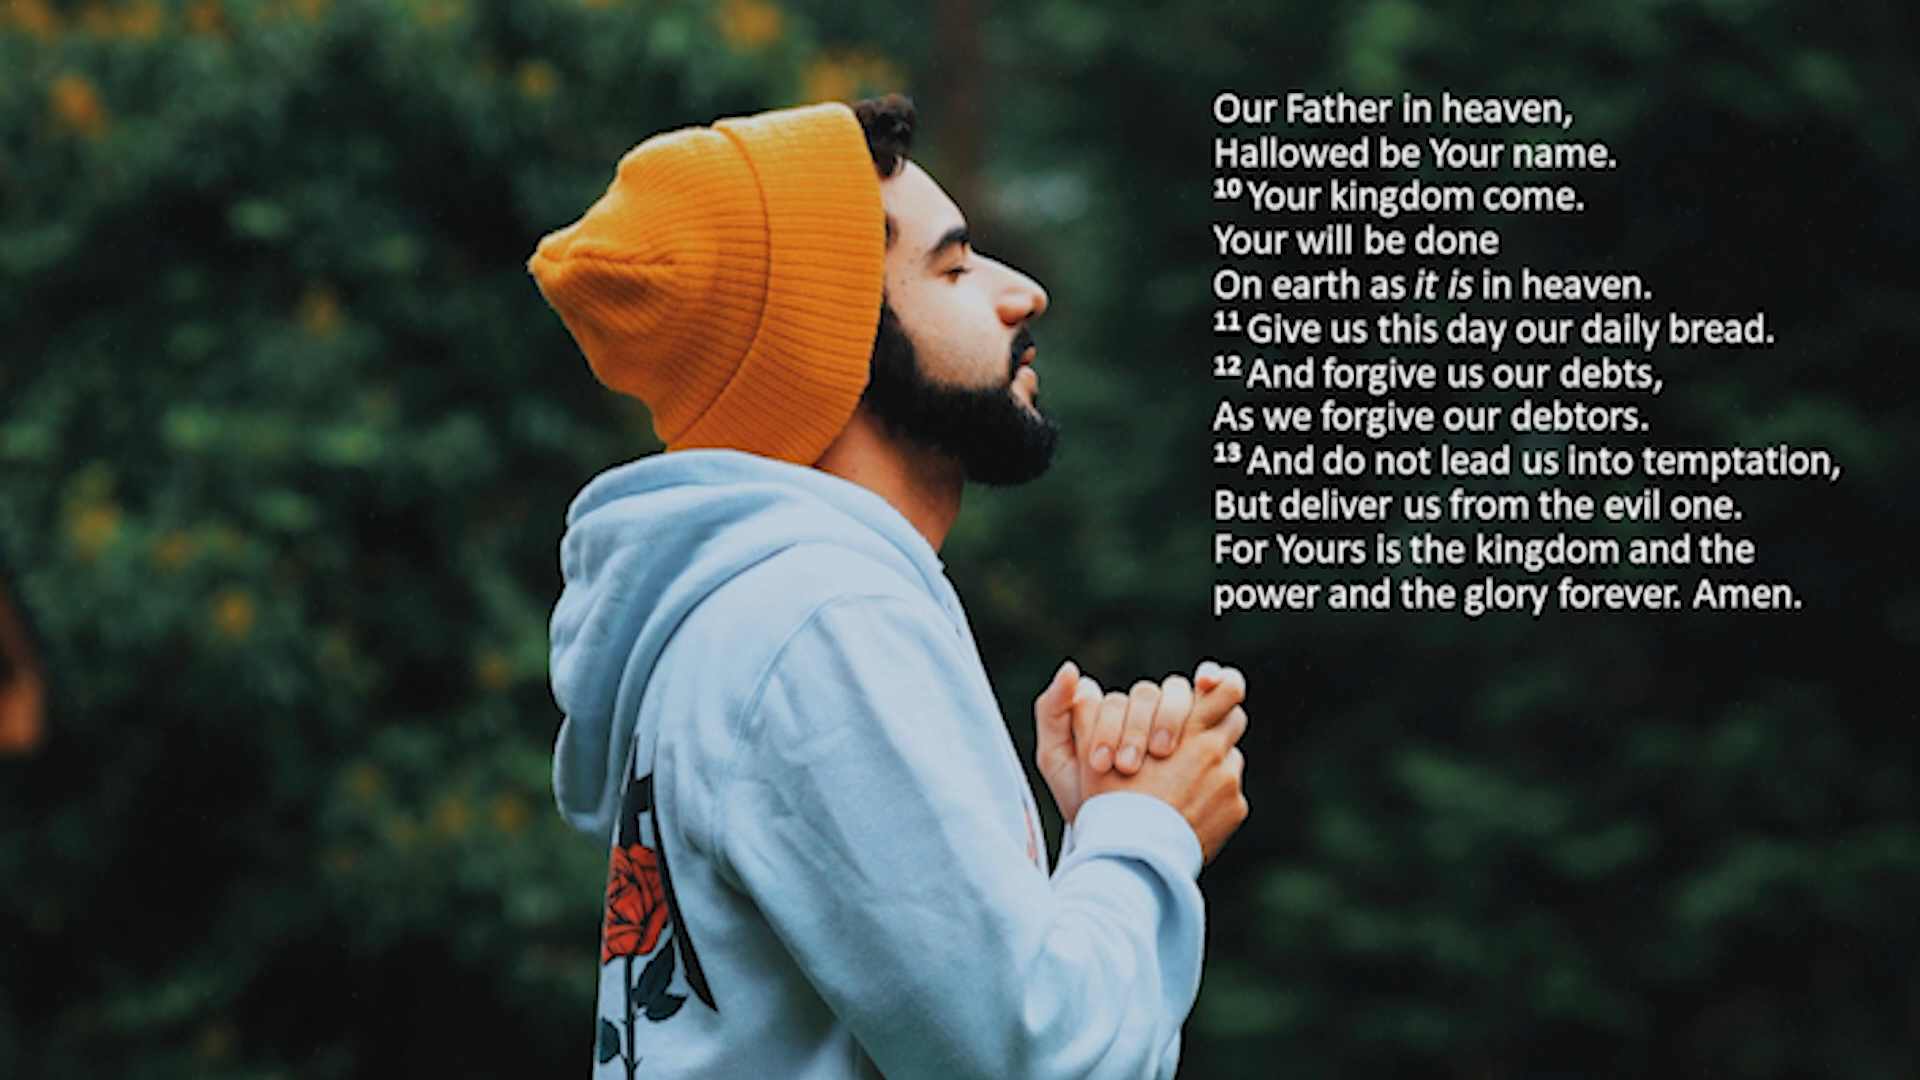 Our Father in heaven,
Hallowed be Your name.
¹⁰ Your kingdom come.
Your will be done
On earth as it is in heaven.
¹¹ Give us this day our daily bread.
¹² And forgive us our debts,
As we forgive our debtors.
¹³ And do not lead us into temptation,
But deliver us from the evil one.
For Yours is the kingdom and the
power and the glory forever. Amen.